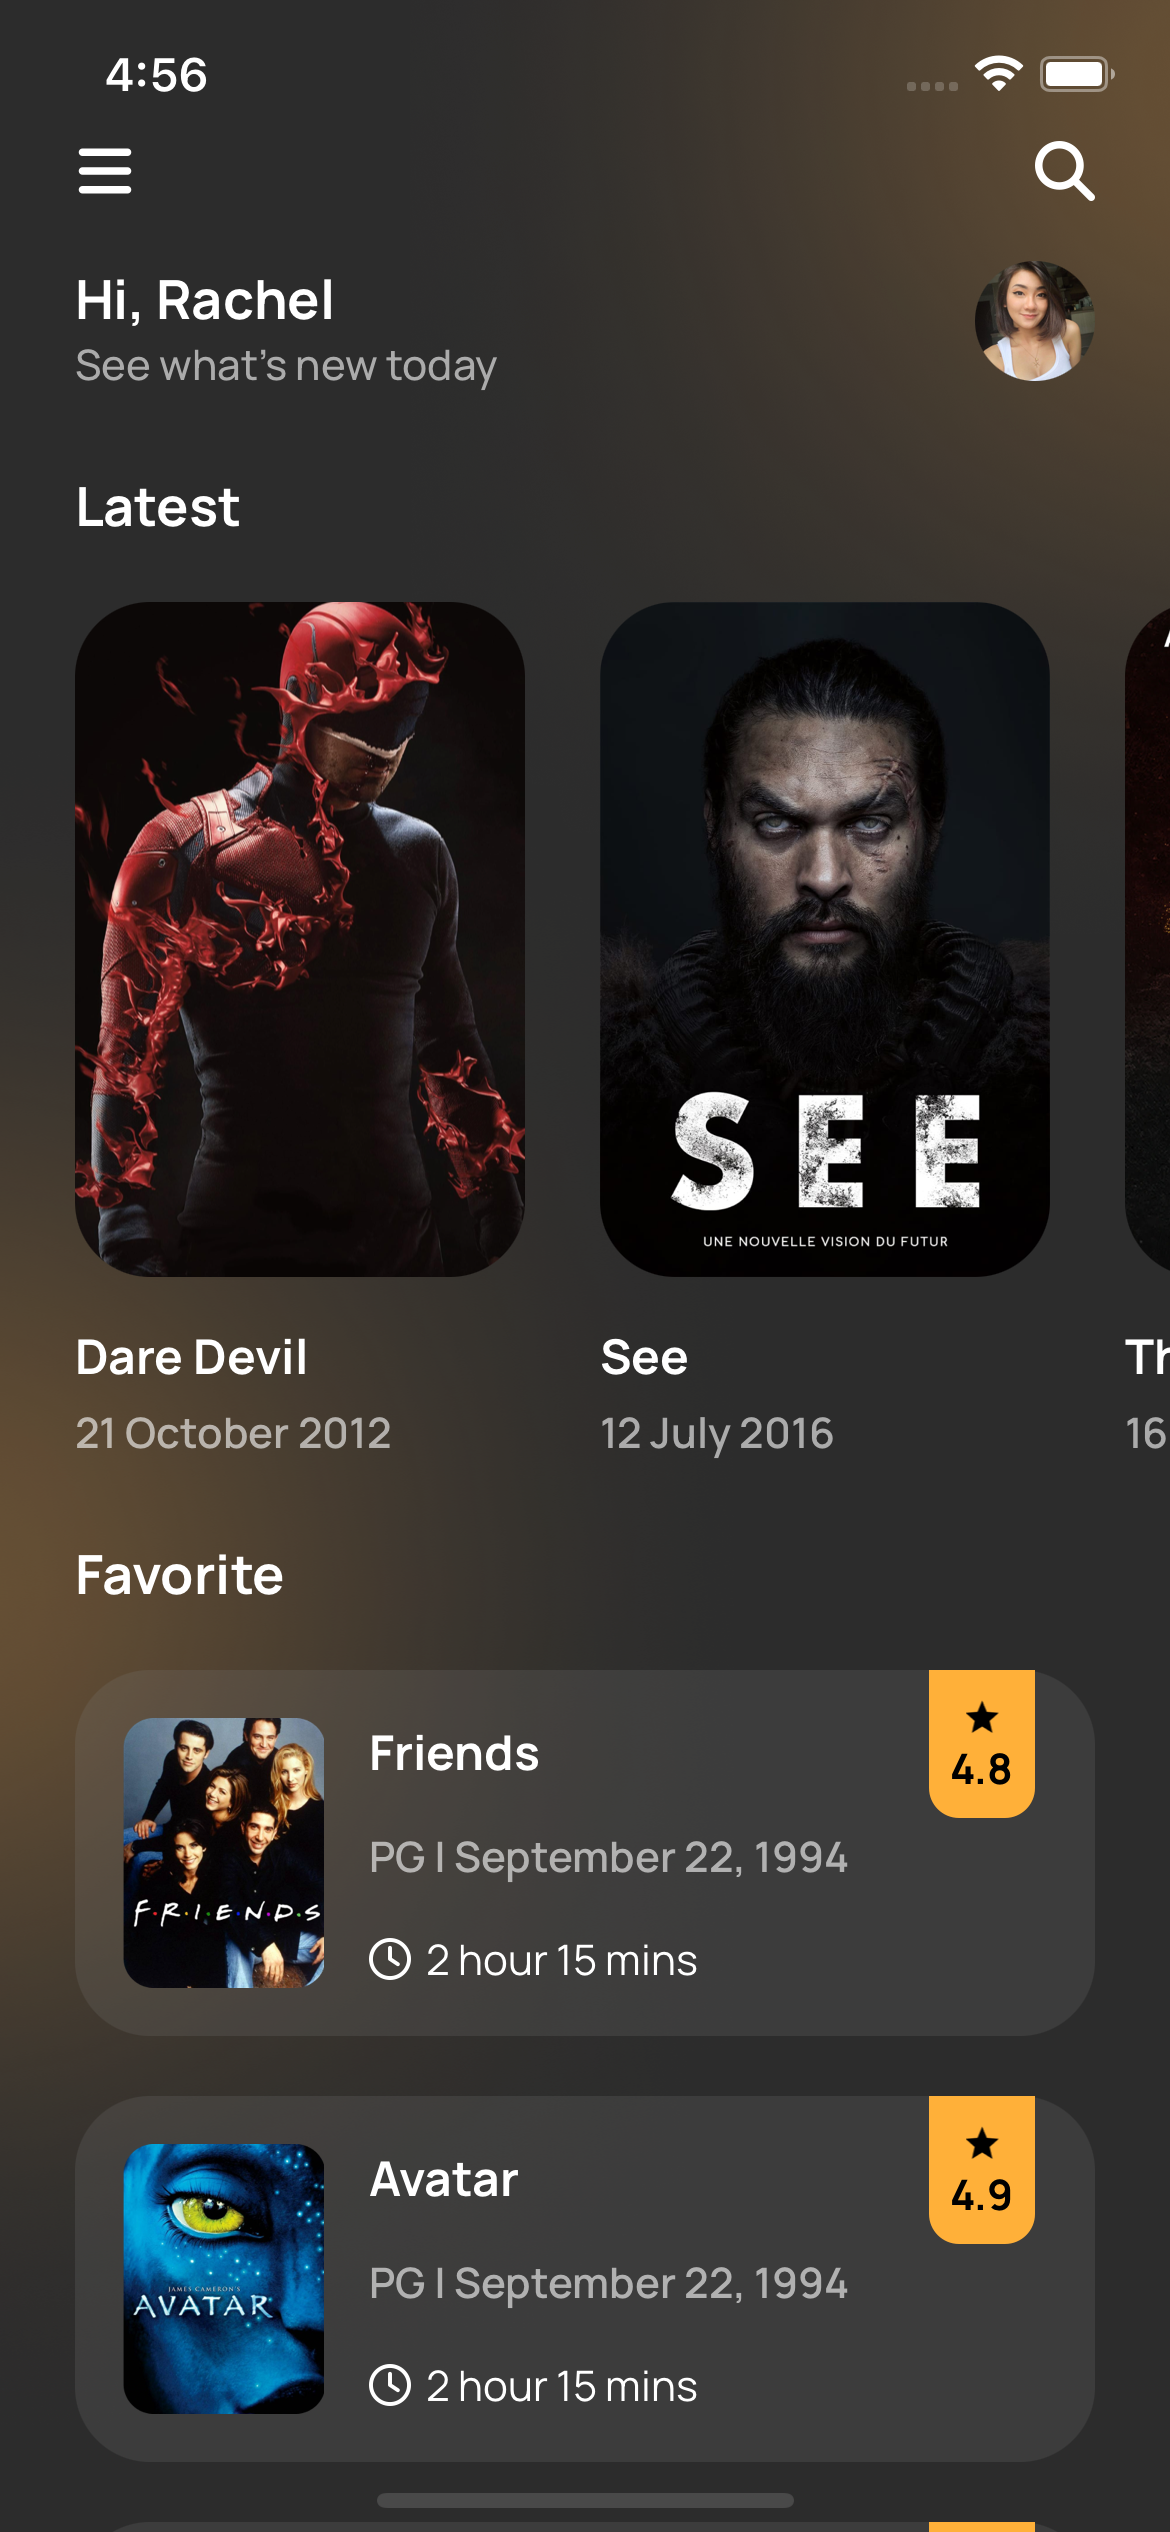 4:56
Hi, Rachel
See what's new today
Latest
SEE
UNE NOUVELLE VISION DU FUTUR
Dare Devil
See
Th
21 October 2012
12 July 2016
16
Favorite
Friends
4.8
PG | September 22, 1994
F·R·I·E·N·D·S
2 hour 15 mins
Avatar
4.9
PG | September 22, 1994
JAMES CAMERON'S
AVATAR
2 hour 15 mins